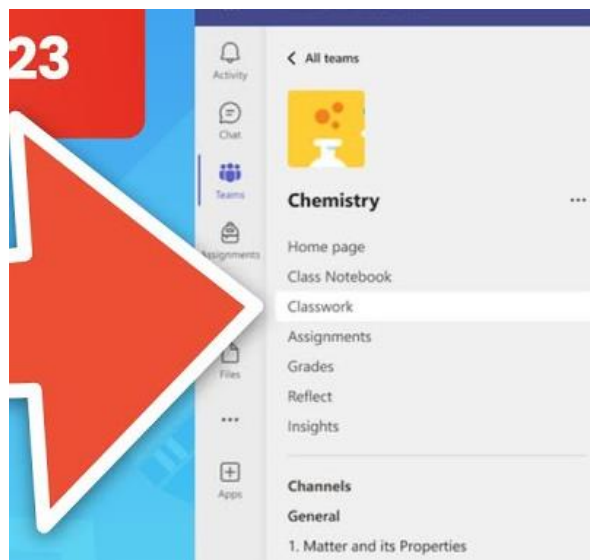 23
Activity
Chat
Teams
Assignments
Files
Apps
All teams
Chemistry
Home page
Class Notebook
Classwork
Assignments
Grades
Reflect
Insights
Channels
General
1. Matter and its Properties